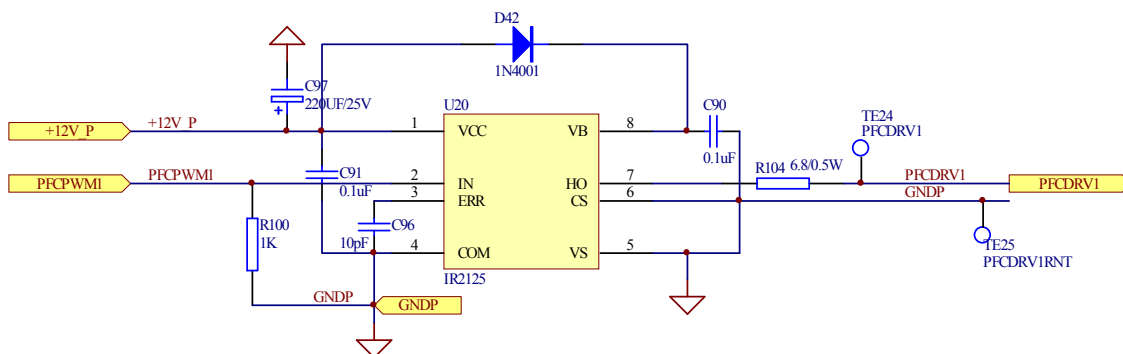 D42
1N4001
C97
220UF/25V
U20
C90
0.1uF
TE24
PFCDRV1
+12V_P
+12V_P
1
VCC
VB
8
R104
6.8/0.5W
C91
0.1uF
PFCPWM1
PFCPWM1
2
IN
HO
7
PFCDRV1
PFCDRV1
3
ERR
CS
6
GNDP
R100
1K
C96
10pF
4
COM
VS
5
TE25
PFCDRV1RNT
IR2125
GNDP
GNDP